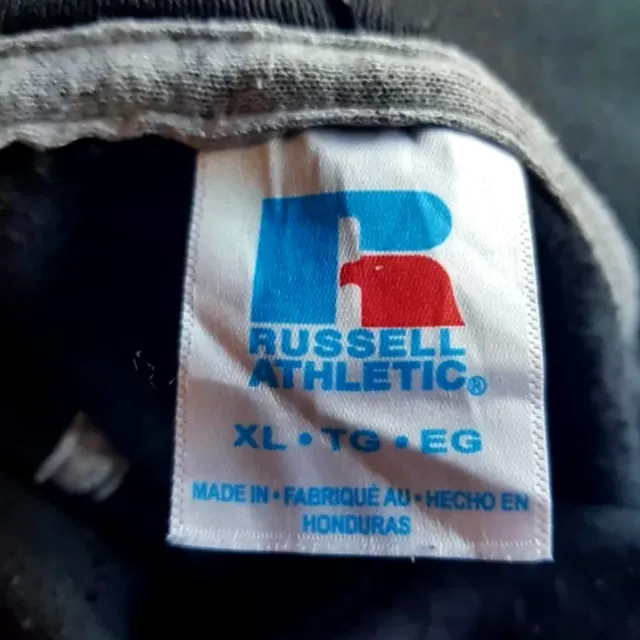 RUSSELL
ATHLETIC®
XL • TG • EG
MADE IN • FABRIQUÉ AU • HECHO EN
HONDURAS